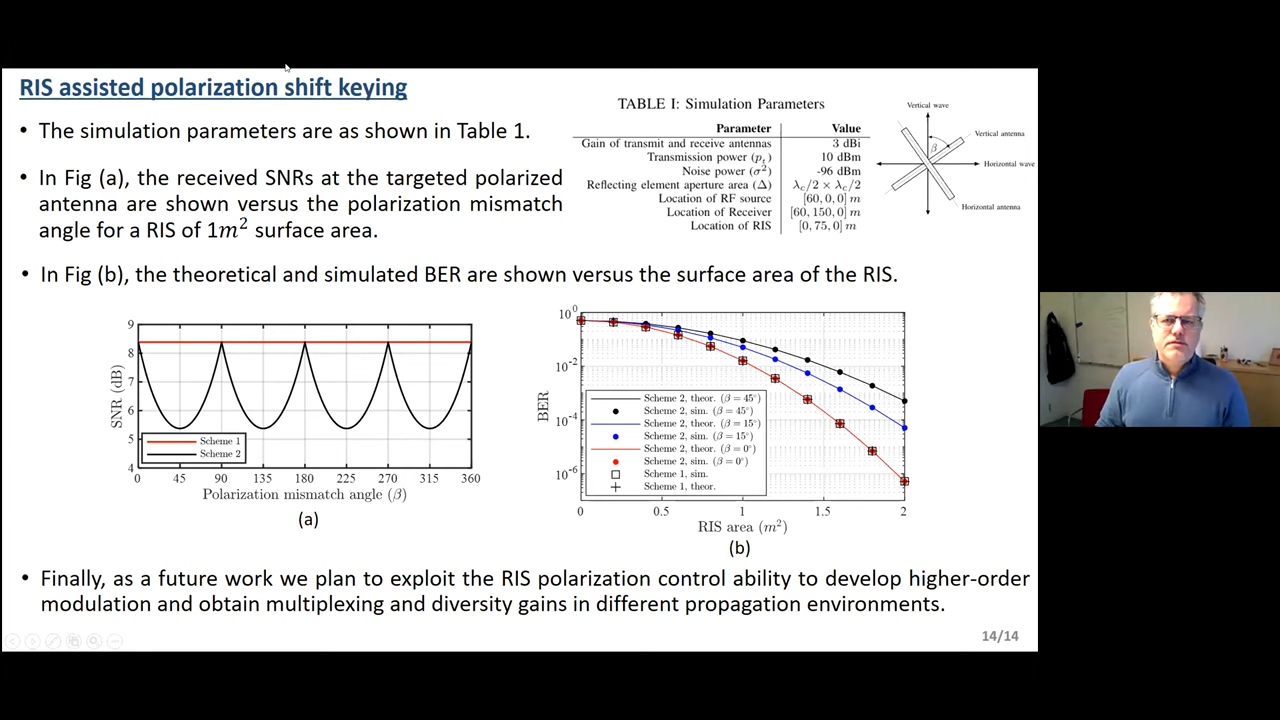 RIS assisted polarization shift keying
• The simulation parameters are as shown in Table 1.
• In Fig (a), the received SNRs at the targeted polarized
antenna are shown versus the polarization mismatch
angle for a RIS of 1m² surface area.
TABLE I: Simulation Parameters
Parameter Value
Gain of transmit and receive antennas 3 dBi
Transmission power (pₜ) 10 dBm
Noise power (σ²) -96 dBm
Reflecting element aperture area (Δ) λc/2 × λc/2
Location of RF source [60, 0, 0] m
Location of Receiver [60, 150, 0] m
Location of RIS [0, 75, 0] m
Vertical wave
Vertical antenna
β
Horizontal wave
Horizontal antenna
• In Fig (b), the theoretical and simulated BER are shown versus the surface area of the RIS.
SNR (dB)
9
8
7
6
5
4
Scheme 1
Scheme 2
0 45 90 135 180 225 270 315 360
Polarization mismatch angle (β)
(a)
BER
10⁰
10⁻²
10⁻⁴
10⁻⁶
Scheme 2, theor. (β = 45°)
Scheme 2, sim. (β = 45°)
Scheme 2, theor. (β = 15°)
Scheme 2, sim. (β = 15°)
Scheme 2, theor. (β = 0°)
Scheme 2, sim. (β = 0°)
Scheme 1, sim.
Scheme 1, theor.
0 0.5 1 1.5 2
RIS area (m²)
(b)
• Finally, as a future work we plan to exploit the RIS polarization control ability to develop higher-order
modulation and obtain multiplexing and diversity gains in different propagation environments.
14/14